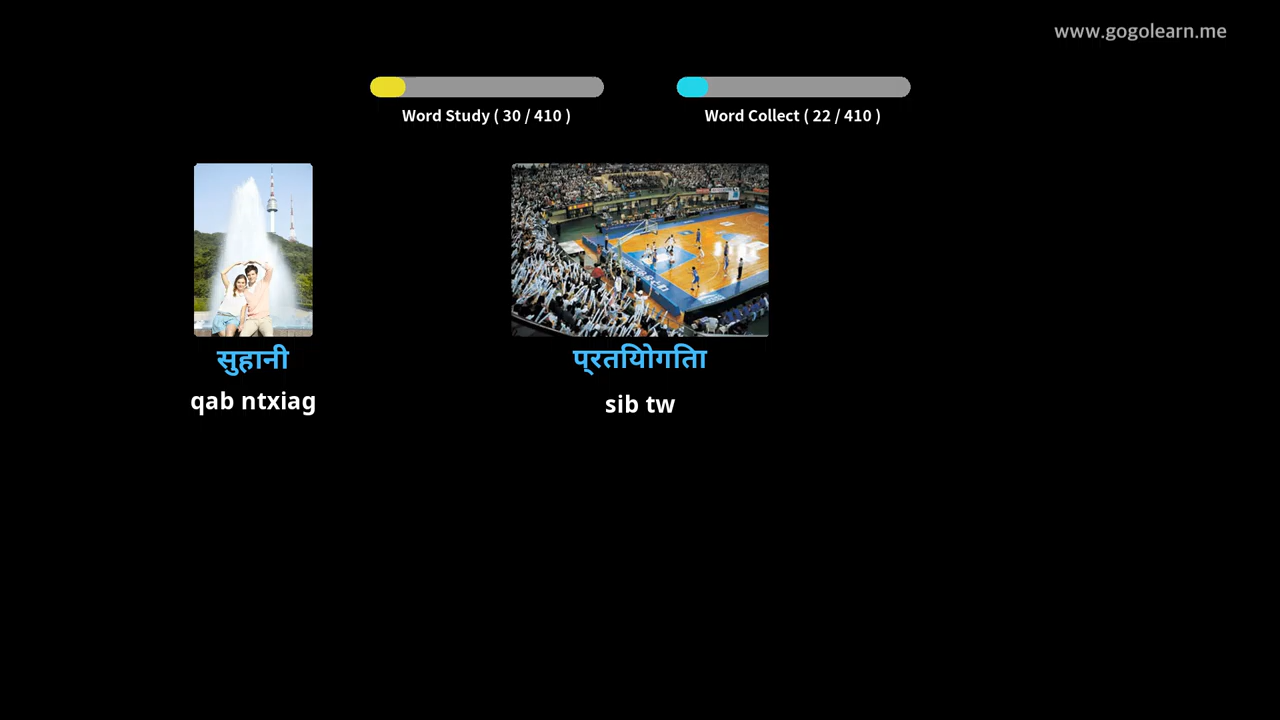 www.gogolearn.me
Word Study ( 30 / 410 )
Word Collect ( 22 / 410 )
सुहानी
प्रतियोगिता
qab ntxiag
sib tw